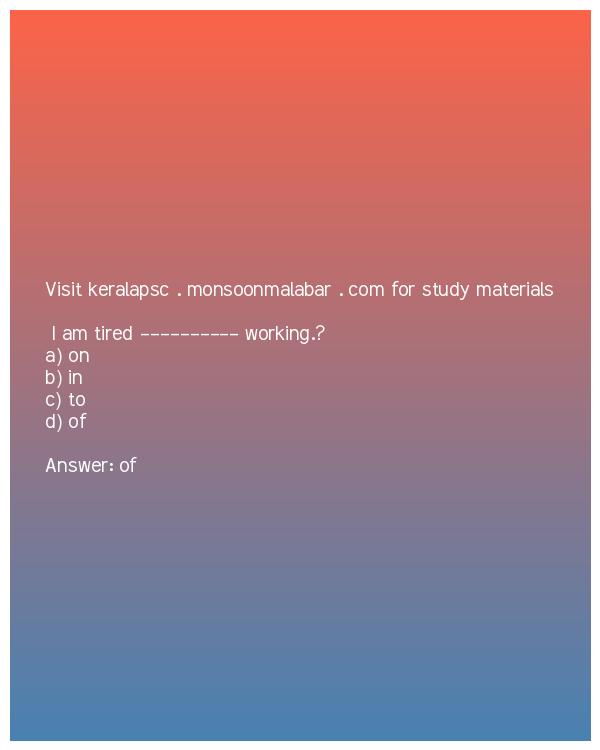 Visit keralapsc . monsoonmalabar . com for study materials
I am tired ---------- working.?
a) on
b) in
c) to
d) of
Answer: of